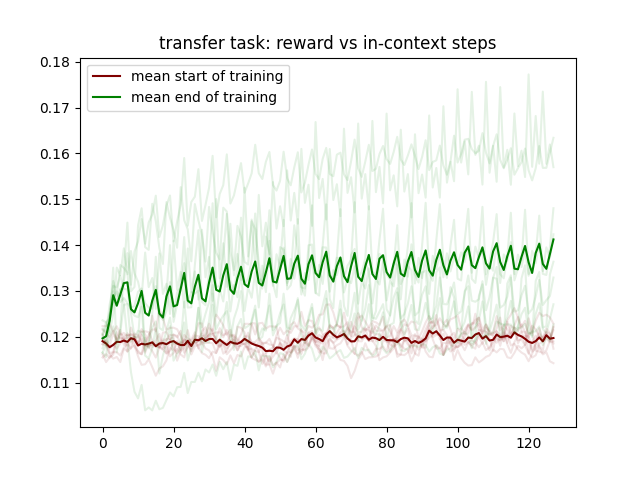 transfer task: reward vs in-context steps
mean start of training
mean end of training
0.18
0.17
0.16
0.15
0.14
0.13
0.12
0.11
0 20 40 60 80 100 120